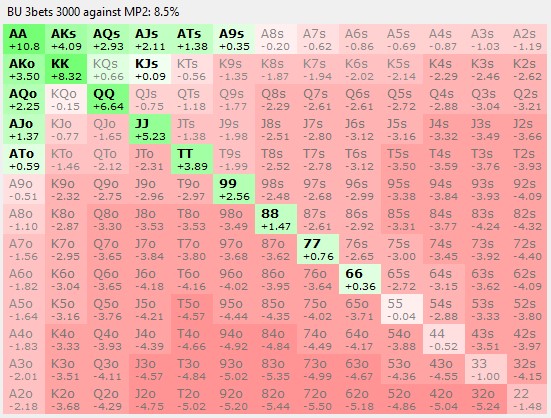 BU 3bets 3000 against MP2: 8.5%
AA AKs AQs AJs ATs A9s A8s A7s A6s A5s A4s A3s A2s
+10.8 +4.09 +2.93 +2.11 +1.38 +0.35 -0.20 -0.62 -0.86 -0.69 -0.87 -1.03 -1.19
AKo KK KQs KJs KTs K9s K8s K7s K6s K5s K4s K3s K2s
+3.50 +8.32 +0.66 +0.09 -0.56 -1.35 -1.87 -1.94 -2.02 -2.14 -2.29 -2.46 -2.62
AQo KQo QQ QJs QTs Q9s Q8s Q7s Q6s Q5s Q4s Q3s Q2s
+2.25 -0.15 +6.64 -0.75 -1.18 -1.77 -2.29 -2.61 -2.61 -2.72 -2.88 -3.04 -3.21
AJo KJo QJo JJ JTs J9s J8s J7s J6s J5s J4s J3s J2s
+1.37 -0.77 -1.65 +5.23 -1.38 -1.98 -2.51 -2.80 -3.12 -3.16 -3.32 -3.49 -3.66
ATo KTo QTo JTo TT T9s T8s T7s T6s T5s T4s T3s T2s
+0.59 -1.46 -2.12 -2.31 +3.89 -1.99 -2.52 -2.78 -3.12 -3.50 -3.59 -3.76 -3.93
A9o K9o Q9o J9o T9o 99 98s 97s 96s 95s 94s 93s 92s
-0.51 -2.32 -2.75 -2.96 -2.97 +2.56 -2.48 -2.68 -2.99 -3.38 -3.84 -3.93 -4.09
A8o K8o Q8o J8o T8o 98o 88 87s 86s 85s 84s 83s 82s
-1.10 -2.87 -3.30 -3.53 -3.53 -3.49 +1.47 -2.61 -2.92 -3.31 -3.77 -4.24 -4.32
A7o K7o Q7o J7o T7o 97o 87o 77 76s 75s 74s 73s 72s
-1.56 -2.95 -3.65 -3.84 -3.80 -3.68 -3.62 +0.76 -2.65 -3.00 -3.45 -3.92 -4.40
A6o K6o Q6o J6o T6o 96o 86o 76o 66 65s 64s 63s 62s
-1.82 -3.04 -3.65 -4.18 -4.16 -4.02 -3.95 -3.64 +0.36 -2.72 -3.15 -3.62 -4.09
A5o K5o Q5o J5o T5o 95o 85o 75o 65o 55 54s 53s 52s
-1.64 -3.16 -3.76 -4.21 -4.57 -4.44 -4.35 -4.02 -3.71 -0.04 -2.88 -3.33 -3.80
A4o K4o Q4o J4o T4o 94o 84o 74o 64o 54o 44 43s 42s
-1.83 -3.33 -3.93 -4.39 -4.66 -4.92 -4.84 -4.49 -4.17 -3.88 -0.52 -3.51 -3.97
A3o K3o Q3o J3o T3o 93o 83o 73o 63o 53o 43o 33 32s
-2.01 -3.51 -4.11 -4.57 -4.84 -5.02 -5.35 -4.99 -4.67 -4.36 -4.55 -1.00 -4.15
A2o K2o Q2o J2o T2o 92o 82o 72o 62o 52o 42o 32o 22
-2.18 -3.68 -4.29 -4.75 -5.02 -5.20 -5.44 -5.50 -5.18 -4.86 -5.04 -5.24 -1.48